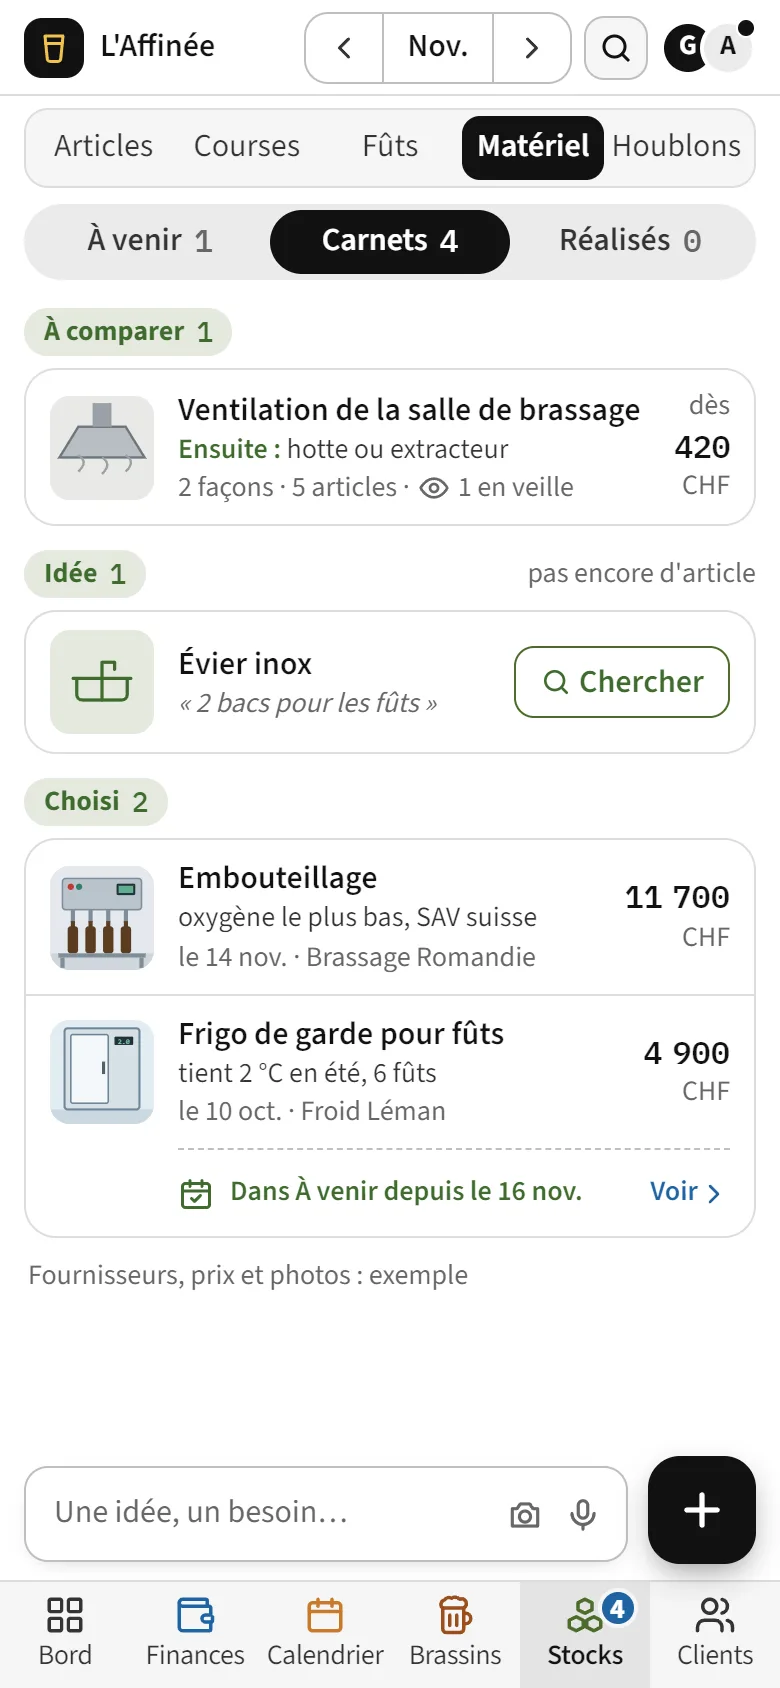 L'Affinée
Nov.
G A
Articles Courses Fûts Matériel Houblons
À venir 1 Carnets 4 Réalisés 0
À comparer 1
Ventilation de la salle de brassage
Ensuite : hotte ou extracteur
2 façons · 5 articles · 1 en veille
dès
420
CHF
Idée 1
pas encore d'article
Évier inox
« 2 bacs pour les fûts »
Chercher
Choisi 2
Embouteillage
oxygène le plus bas, SAV suisse
le 14 nov. · Brassage Romandie
11 700
CHF
2.0
Frigo de garde pour fûts
tient 2 °C en été, 6 fûts
le 10 oct. · Froid Léman
4 900
CHF
Dans À venir depuis le 16 nov.
Voir
Fournisseurs, prix et photos : exemple
Une idée, un besoin…
4
Bord Finances Calendrier Brassins Stocks Clients